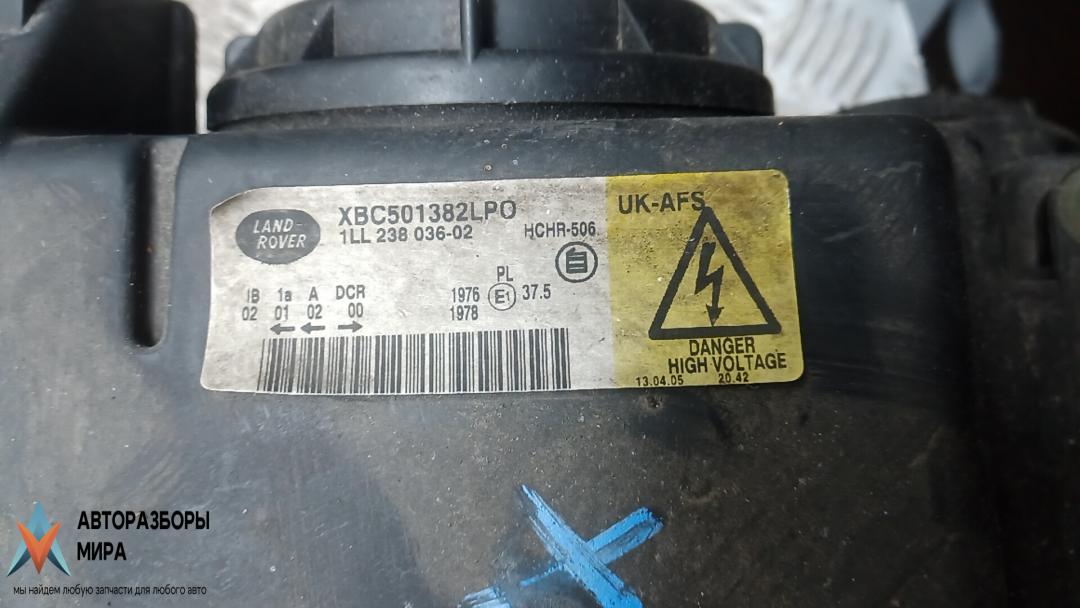 LAND-
ROVER
XBC501382LPO
1LL 238 036-02
HCHR-506
IB 1a A DCR
02 01 02 00
PL
1976 E1 37.5
1978
UK-AFS
DANGER
HIGH VOLTAGE
13.04.05 20.42
АВТОРАЗБОРЫ
МИРА
мы найдем любую запчасти для любого авто